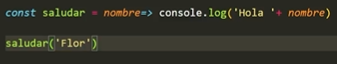 const saludar = nombre=> console.log('Hola '+ nombre)
saludar('Flor')